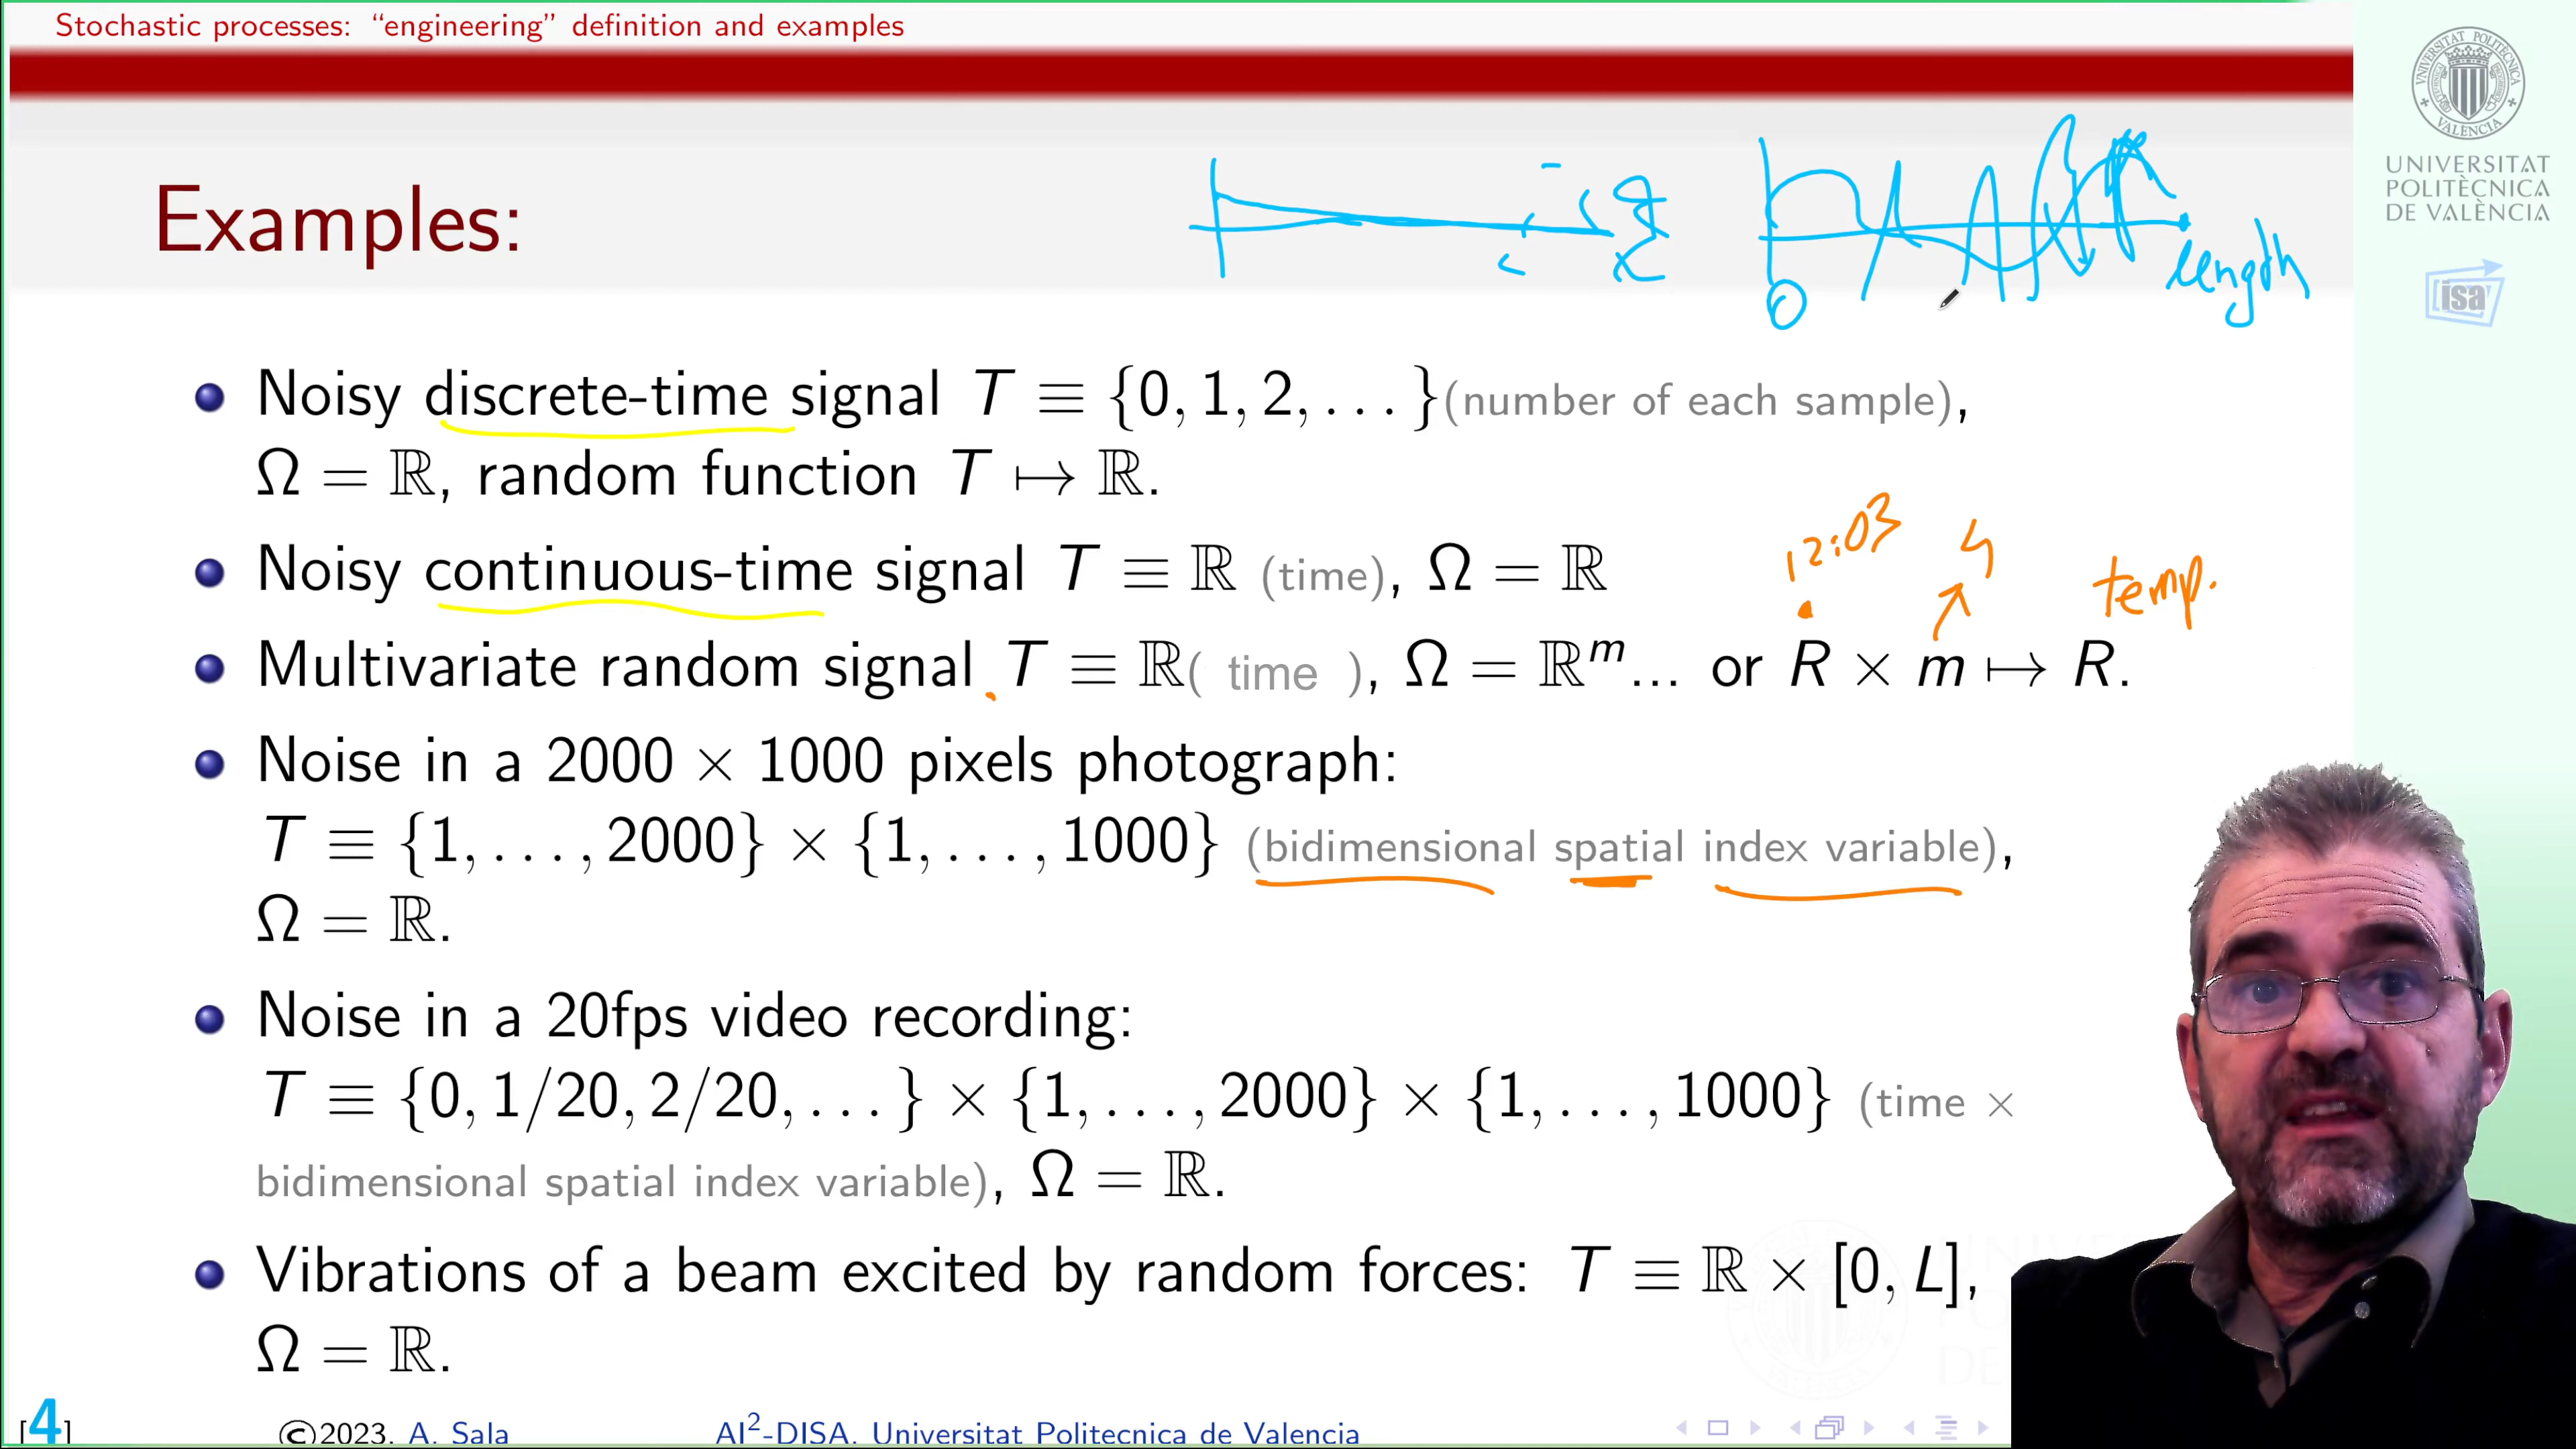 Stochastic processes: “engineering” definition and examples
UNIVERSITAT
POLITÈCNICA
DE VALÈNCIA
isa
Examples:
0
length
Noisy discrete-time signal T ≡ {0, 1, 2, . . . }(number of each sample),
Ω = ℝ, random function T ↦ ℝ.
12:03
4
temp.
Noisy continuous-time signal T ≡ ℝ (time), Ω = ℝ
Multivariate random signal T ≡ ℝ( time ), Ω = ℝᵐ... or R × m ↦ R.
Noise in a 2000 × 1000 pixels photograph:
T ≡ {1, . . . , 2000} × {1, . . . , 1000} (bidimensional spatial index variable),
Ω = ℝ.
Noise in a 20fps video recording:
T ≡ {0, 1/20, 2/20, . . . } × {1, . . . , 2000} × {1, . . . , 1000} (time ×
bidimensional spatial index variable), Ω = ℝ.
Vibrations of a beam excited by random forces: T ≡ ℝ × [0, L],
Ω = ℝ.
[4]
©2023, A. Sala
AI²-DISA, Universitat Politecnica de Valencia